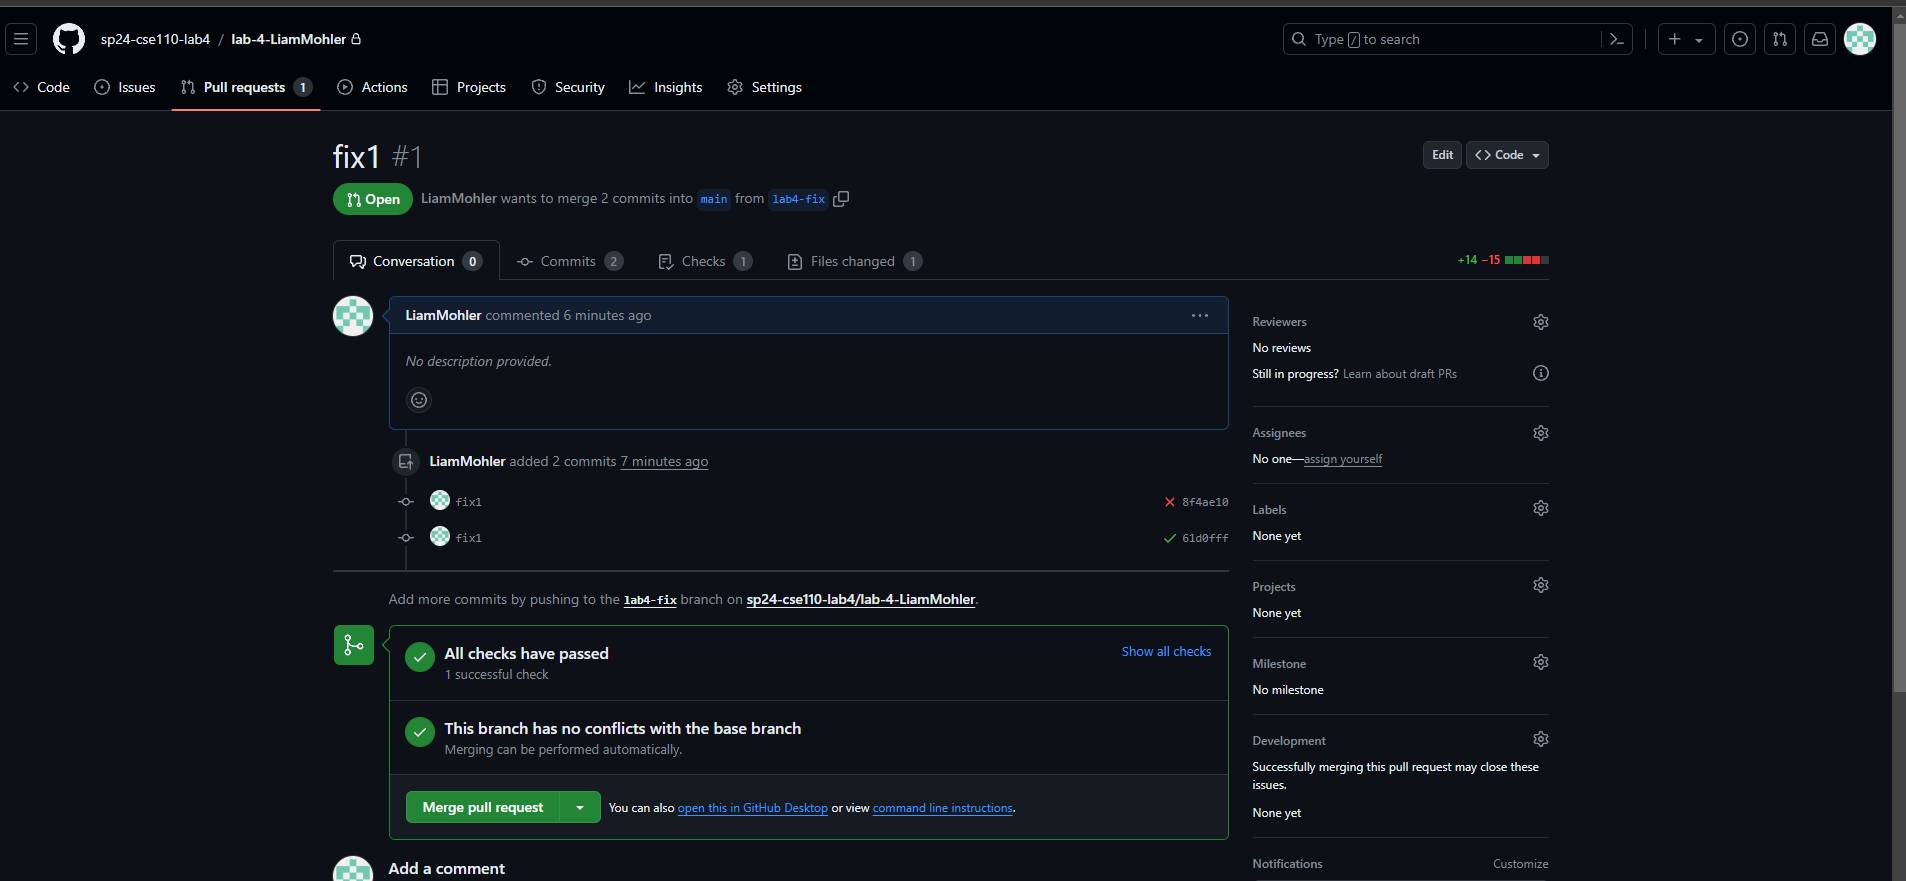 sp24-cse110-lab4 / lab-4-LiamMohler
Type / to search
Code Issues Pull requests 1 Actions Projects Security Insights Settings
fix1 #1
Edit
Code
Open LiamMohler wants to merge 2 commits into main from lab4-fix
Conversation 0 Commits 2 Checks 1 Files changed 1
+14 −15
LiamMohler commented 6 minutes ago
No description provided.
LiamMohler added 2 commits 7 minutes ago
fix1 8f4ae10
fix1 61d0fff
Add more commits by pushing to the lab4-fix branch on sp24-cse110-lab4/lab-4-LiamMohler.
All checks have passed
1 successful check
Show all checks
This branch has no conflicts with the base branch
Merging can be performed automatically.
Merge pull request You can also open this in GitHub Desktop or view command line instructions.
Add a comment
Reviewers
No reviews
Still in progress? Learn about draft PRs
Assignees
No one—assign yourself
Labels
None yet
Projects
None yet
Milestone
No milestone
Development
Successfully merging this pull request may close these
issues.
None yet
Notifications Customize